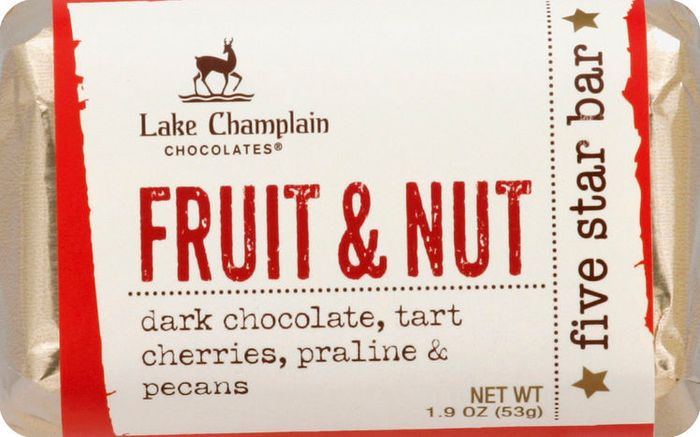 Lake Champlain
CHOCOLATES®
FRUIT & NUT
dark chocolate, tart
cherries, praline &
pecans
NET WT
1.9 OZ (53g)
five star bar